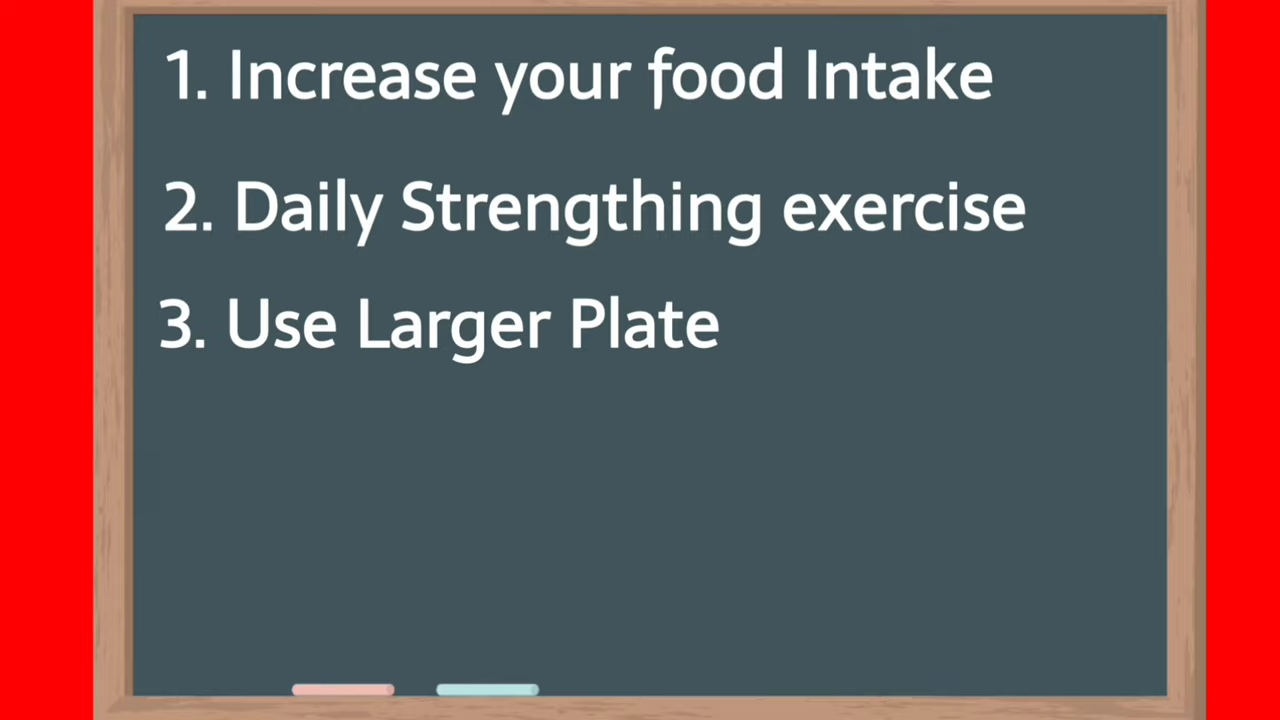 1. Increase your food Intake
2. Daily Strengthing exercise
3. Use Larger Plate